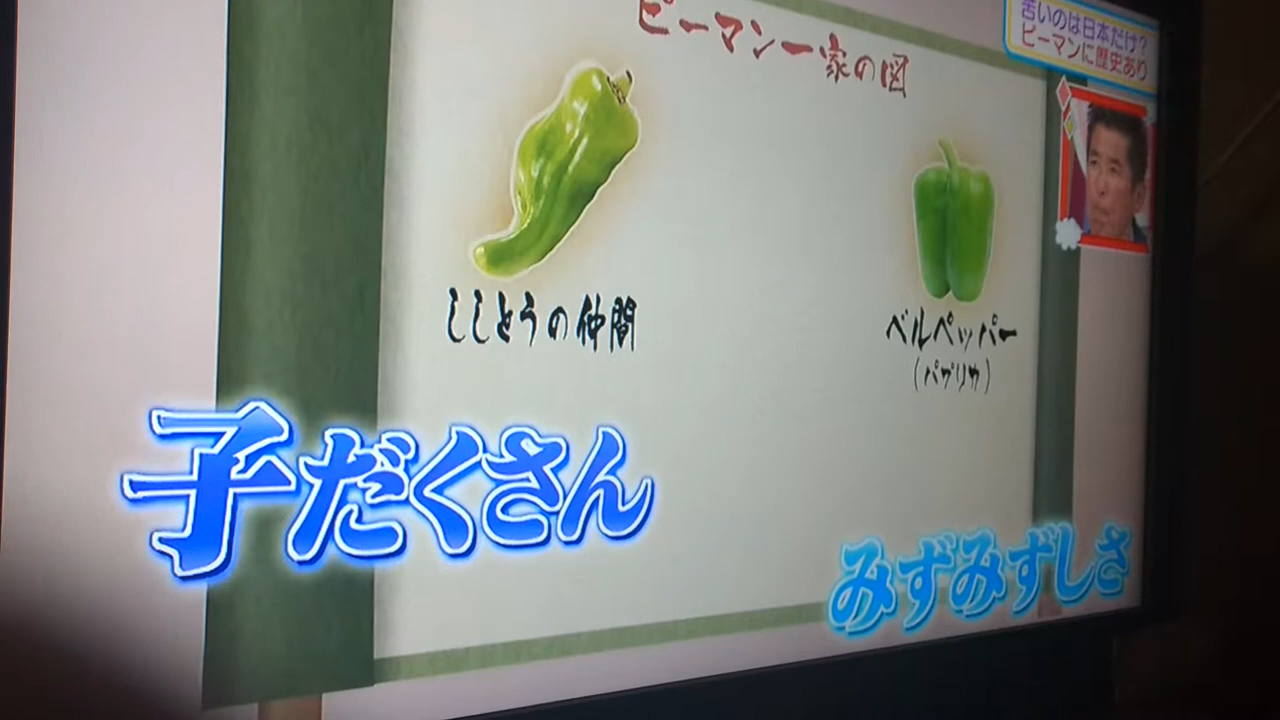 ピーマン一家の図
苦いのは日本だけ?
ピーマンに歴史あり
ししとうの仲間
ベルペッパー
(パプリカ)
子だくさん
みずみずしさ